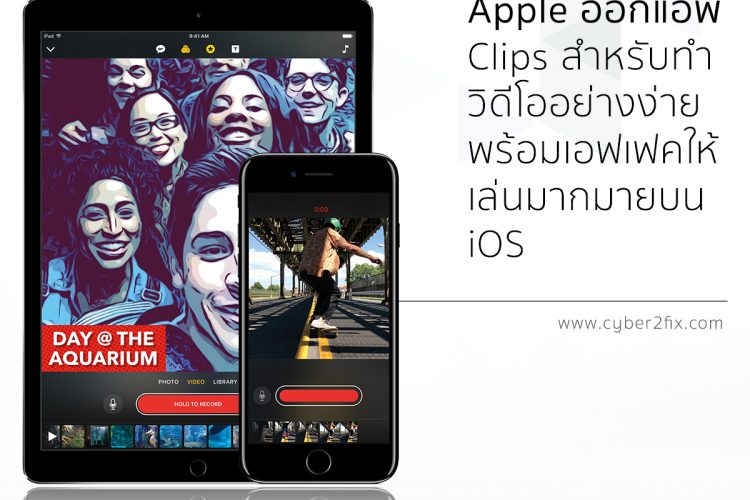 Apple ออกแอพ
Clips สำหรับทำ
วิดีโออย่างง่าย
พร้อมเอฟเฟคให้
เล่นมากมายบน
iOS
www.cyber2fix.com
iPad
9:41 AM
T
DAY @ THE
AQUARIUM
PHOTO VIDEO LIBRARY
HOLD TO RECORD
0:03